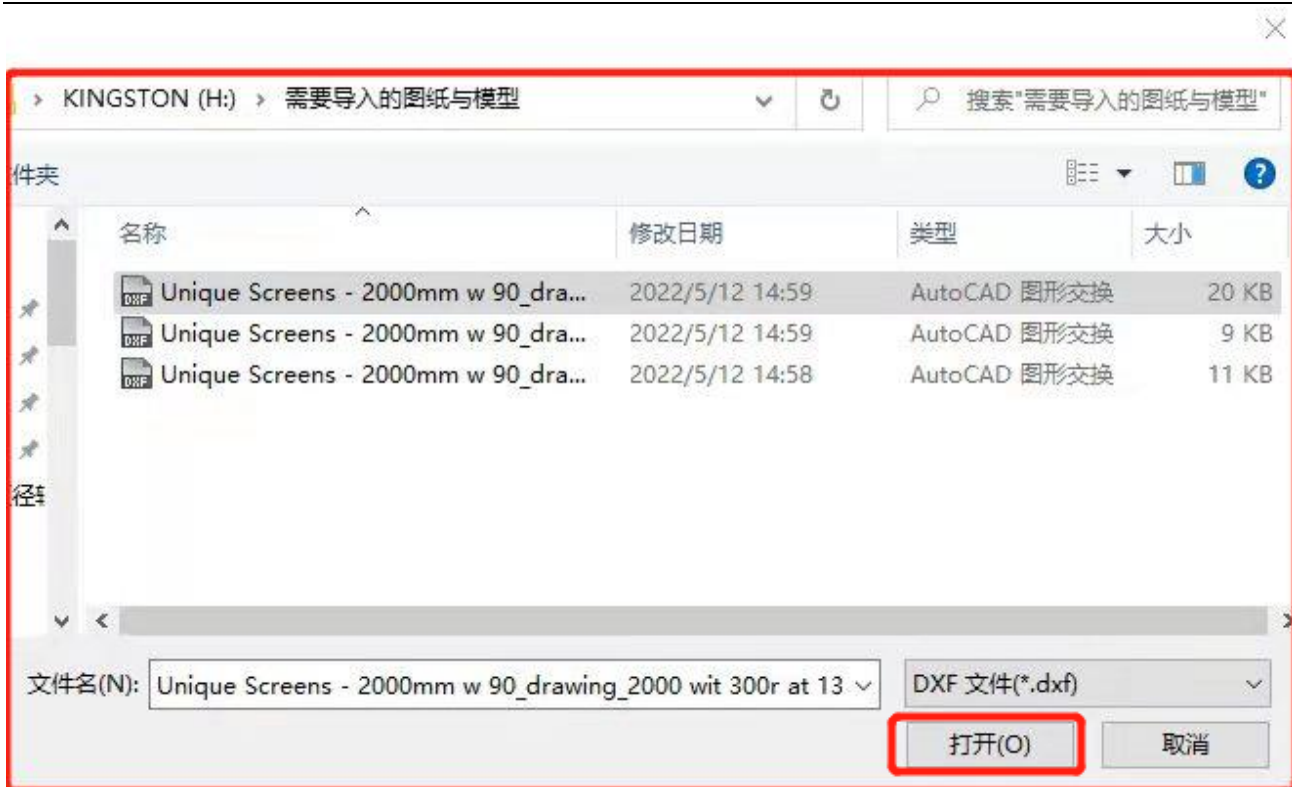 KINGSTON (H:) > 需要导入的图纸与模型
搜索"需要导入的图纸与模型"
件夹
名称 修改日期 类型 大小
Unique Screens - 2000mm w 90_dra... 2022/5/12 14:59 AutoCAD 图形交换 20 KB
Unique Screens - 2000mm w 90_dra... 2022/5/12 14:59 AutoCAD 图形交换 9 KB
Unique Screens - 2000mm w 90_dra... 2022/5/12 14:58 AutoCAD 图形交换 11 KB
文件名(N): Unique Screens - 2000mm w 90_drawing_2000 wit 300r at 13 DXF 文件(*.dxf)
打开(O) 取消